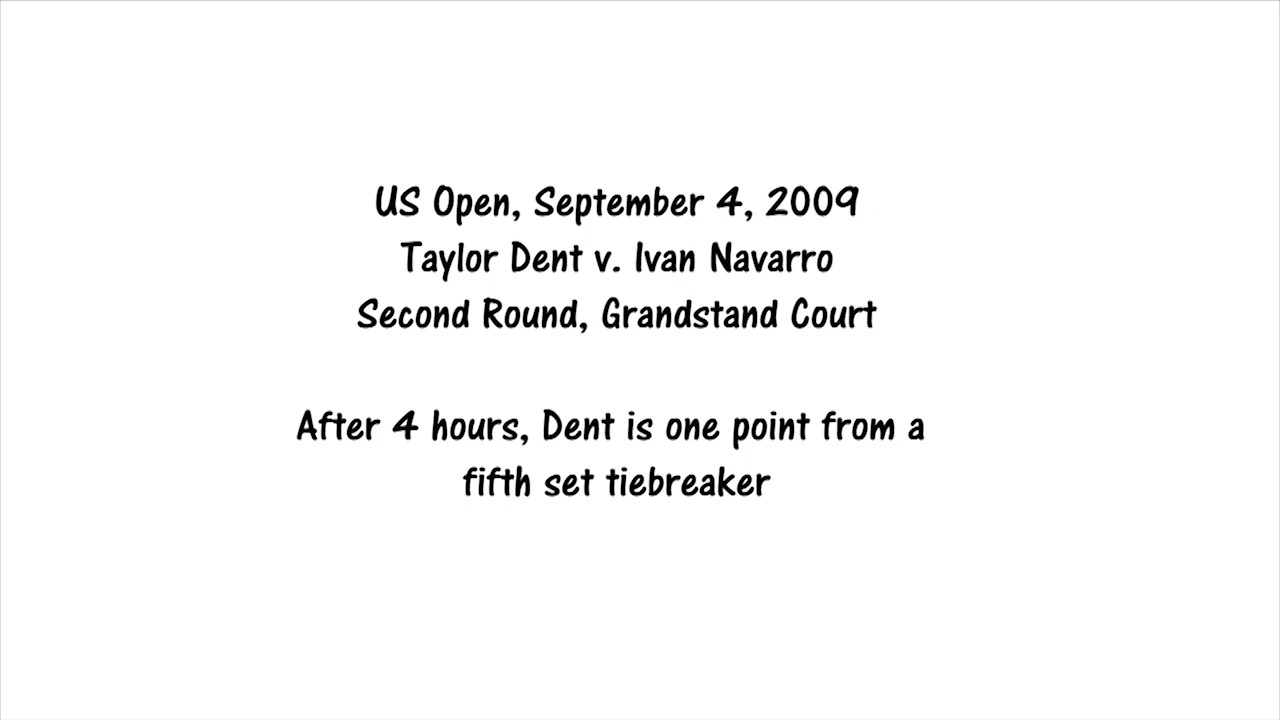 US Open, September 4, 2009
Taylor Dent v. Ivan Navarro
Second Round, Grandstand Court
After 4 hours, Dent is one point from a
fifth set tiebreaker